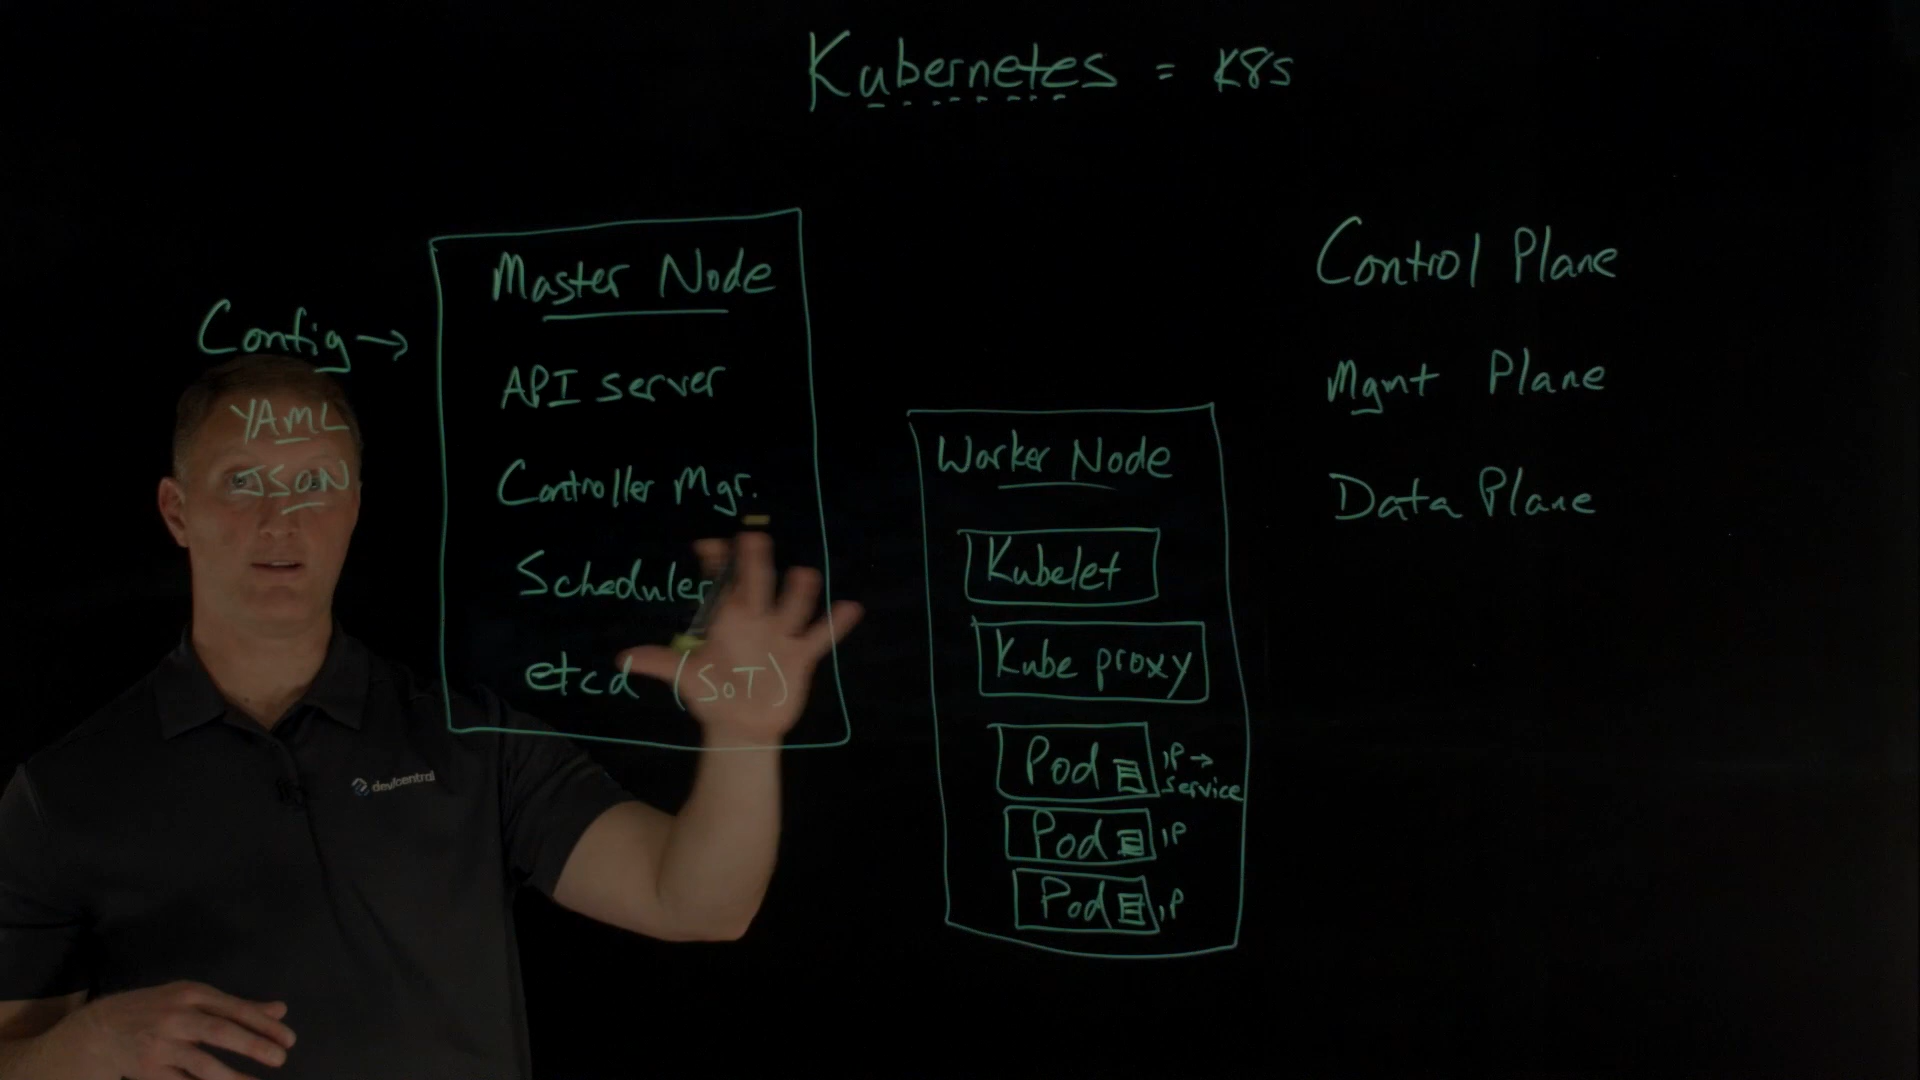 Kubernetes = K8s
Config →
YAML
JSON
Master Node
API server
Controller Mgr.
Scheduler
etcd (SoT)
Worker Node
Kubelet
Kube proxy
Pod IP →
service
Pod IP
Pod IP
Control Plane
Mgmt Plane
Data Plane
devcentral